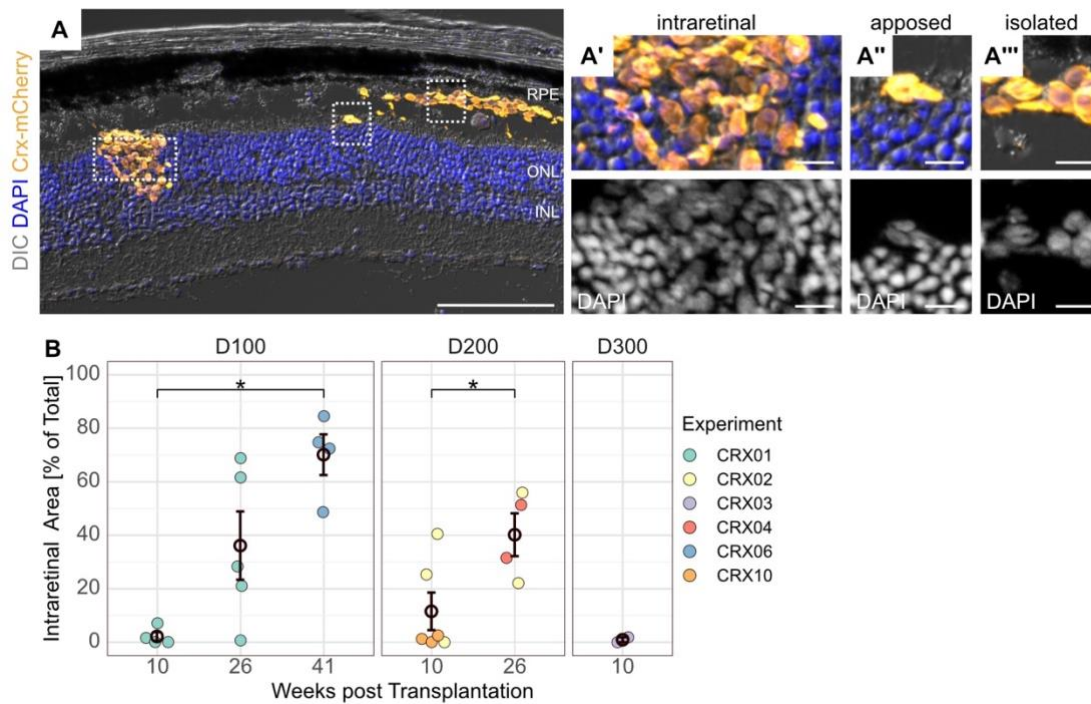 A
DIC DAPI Crx-mCherry
RPE
ONL
INL
intraretinal
apposed
isolated
A'
A''
A'''
DAPI
DAPI
DAPI
B
D100
D200
D300
Intraretinal Area [% of Total]
100
80
60
40
20
0
*
*
10
26
41
10
26
10
Weeks post Transplantation
Experiment
CRX01
CRX02
CRX03
CRX04
CRX06
CRX10